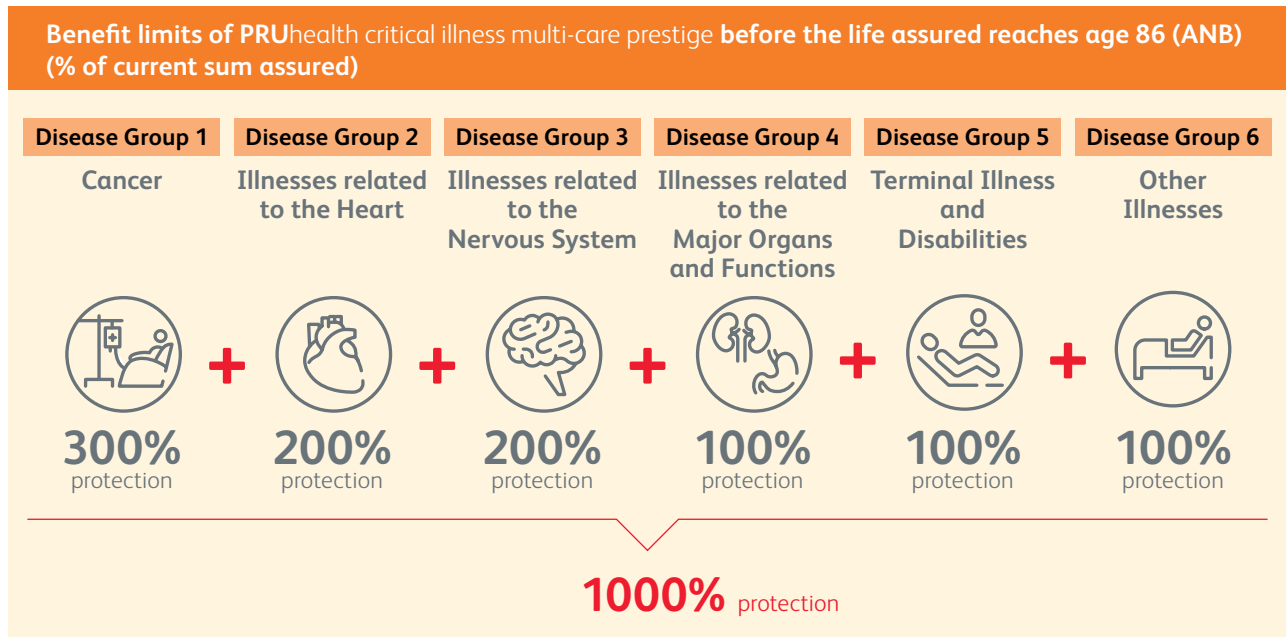 Benefit limits of PRUhealth critical illness multi-care prestige before the life assured reaches age 86 (ANB)
(% of current sum assured)
Disease Group 1
Cancer
300%
protection
Disease Group 2
Illnesses related
to the Heart
200%
protection
Disease Group 3
Illnesses related
to the
Nervous System
200%
protection
Disease Group 4
Illnesses related
to the
Major Organs
and Functions
100%
protection
Disease Group 5
Terminal Illness
and
Disabilities
100%
protection
Disease Group 6
Other
Illnesses
100%
protection
1000% protection